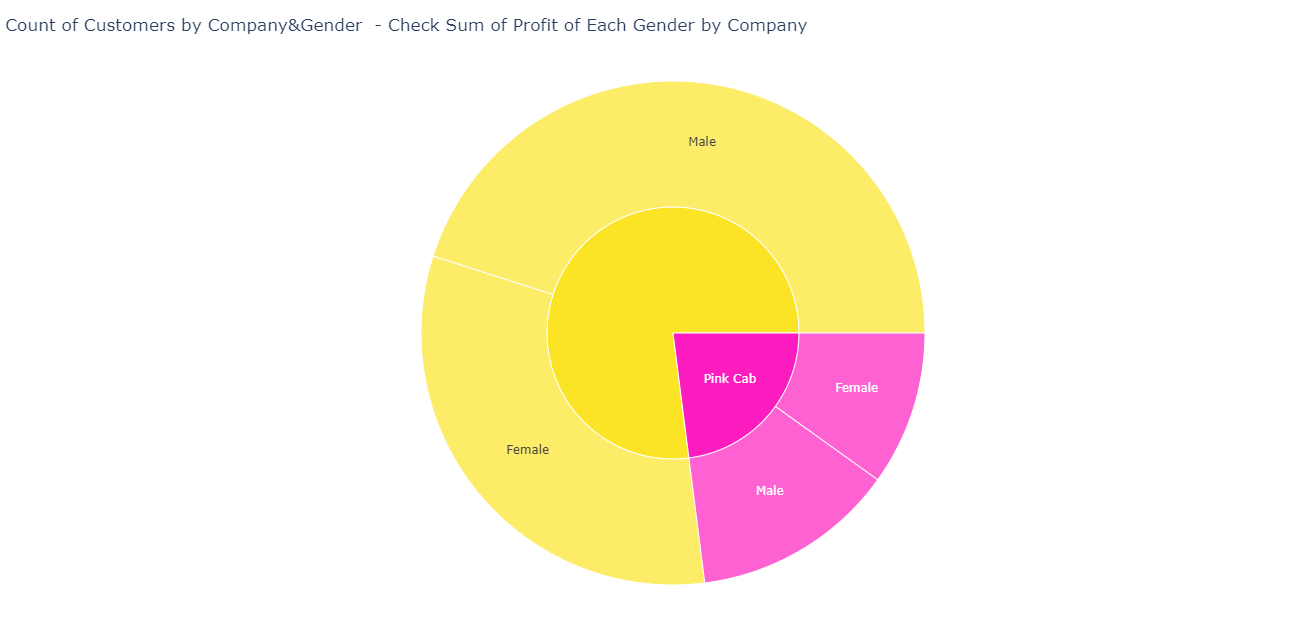 Count of Customers by Company&Gender  - Check Sum of Profit of Each Gender by Company
Male
Pink Cab
Female
Female
Male